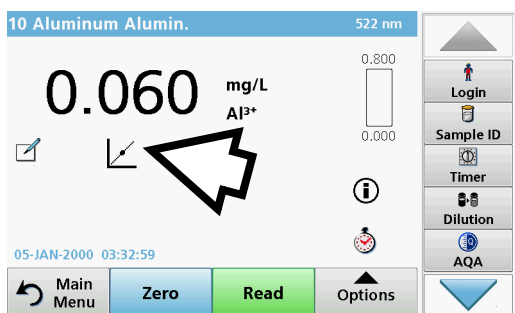 10 Aluminum Alumin. 522 nm
0.060 mg/L
Al³⁺
0.800
0.000
05-JAN-2000 03:32:59
Main
Menu
Zero
Read
Options
Login
Sample ID
Timer
Dilution
AQA